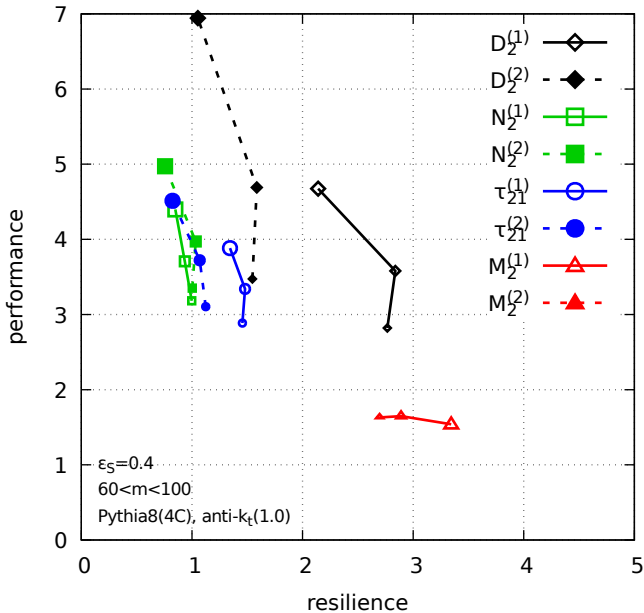 7
6
5
4
3
2
1
0
performance
D₂⁽¹⁾
D₂⁽²⁾
N₂⁽¹⁾
N₂⁽²⁾
τ₂₁⁽¹⁾
τ₂₁⁽²⁾
M₂⁽¹⁾
M₂⁽²⁾
ε_S=0.4
60<m<100
Pythia8(4C), anti-k_t(1.0)
0 1 2 3 4 5
resilience